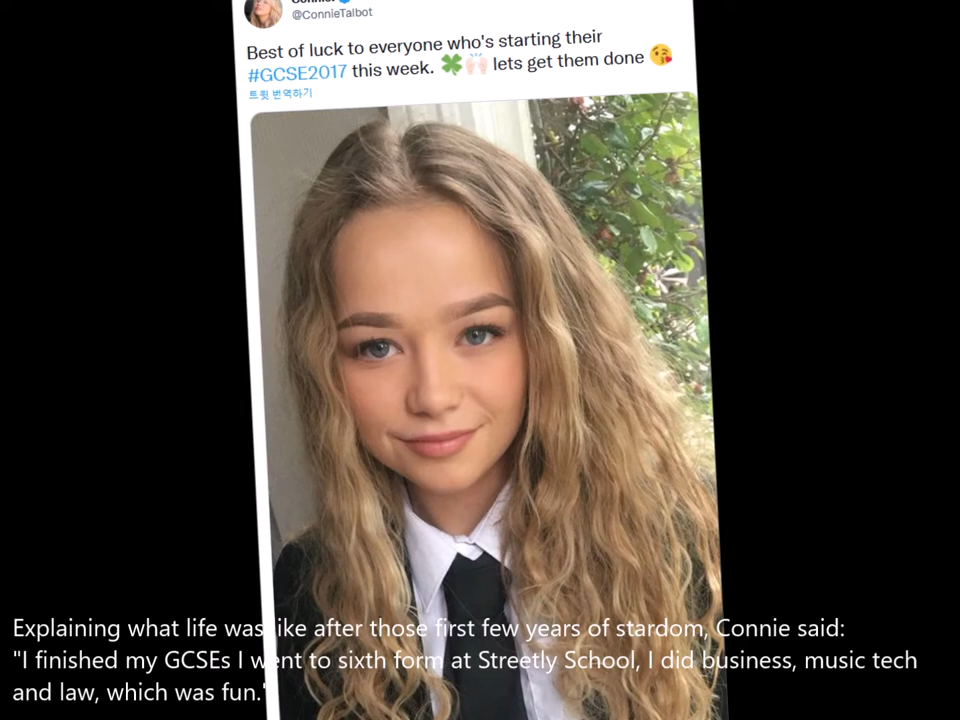 @ConnieTalbot
Best of luck to everyone who's starting their
#GCSE2017 this week. 🍀🙌🏻 lets get them done 😘
트윗 번역하기
Explaining what life was like after those first few years of stardom, Connie said:
"I finished my GCSEs I went to sixth form at Streetly School, I did business, music tech
and law, which was fun."